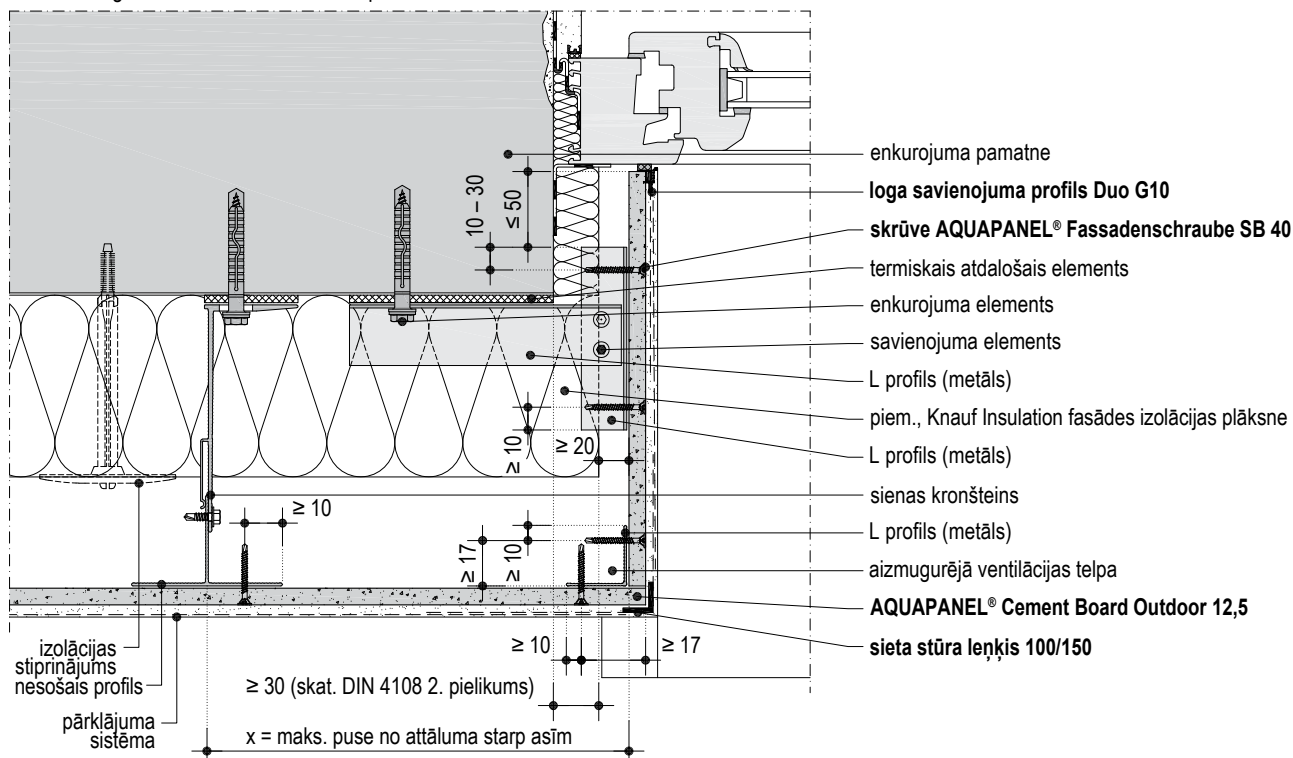 enkurojuma pamatne
loga savienojuma profils Duo G10
skrūve AQUAPANEL® Fassadenschraube SB 40
termiskais atdalošais elements
enkurojuma elements
savienojuma elements
L profils (metāls)
piem., Knauf Insulation fasādes izolācijas plāksne
L profils (metāls)
sienas kronšteins
L profils (metāls)
aizmugurējā ventilācijas telpa
AQUAPANEL® Cement Board Outdoor 12,5
sieta stūra leņķis 100/150
10 – 30
≤ 50
≥ 10
≥ 20
≥ 10
≥ 17
≥ 10
≥ 10
≥ 17
izolācijas
stiprinājums
nesošais profils
pārklājuma
sistēma
≥ 30 (skat. DIN 4108 2. pielikums)
x = maks. puse no attāluma starp asīm